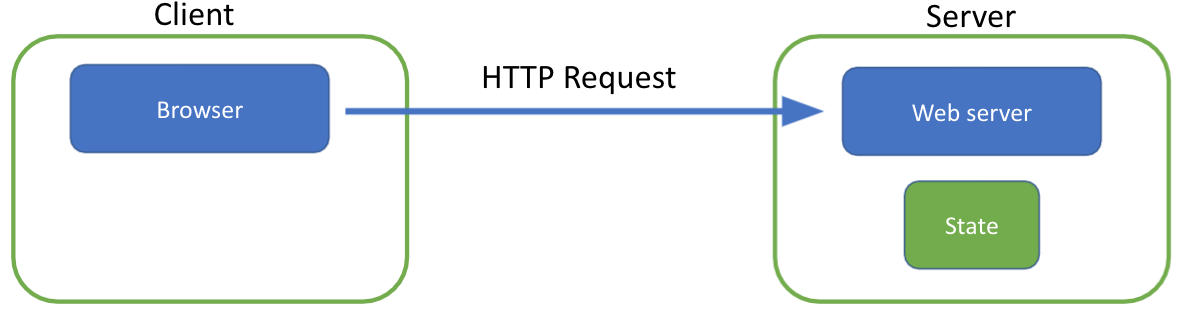 Client
Server
HTTP Request
Browser
Web server
State